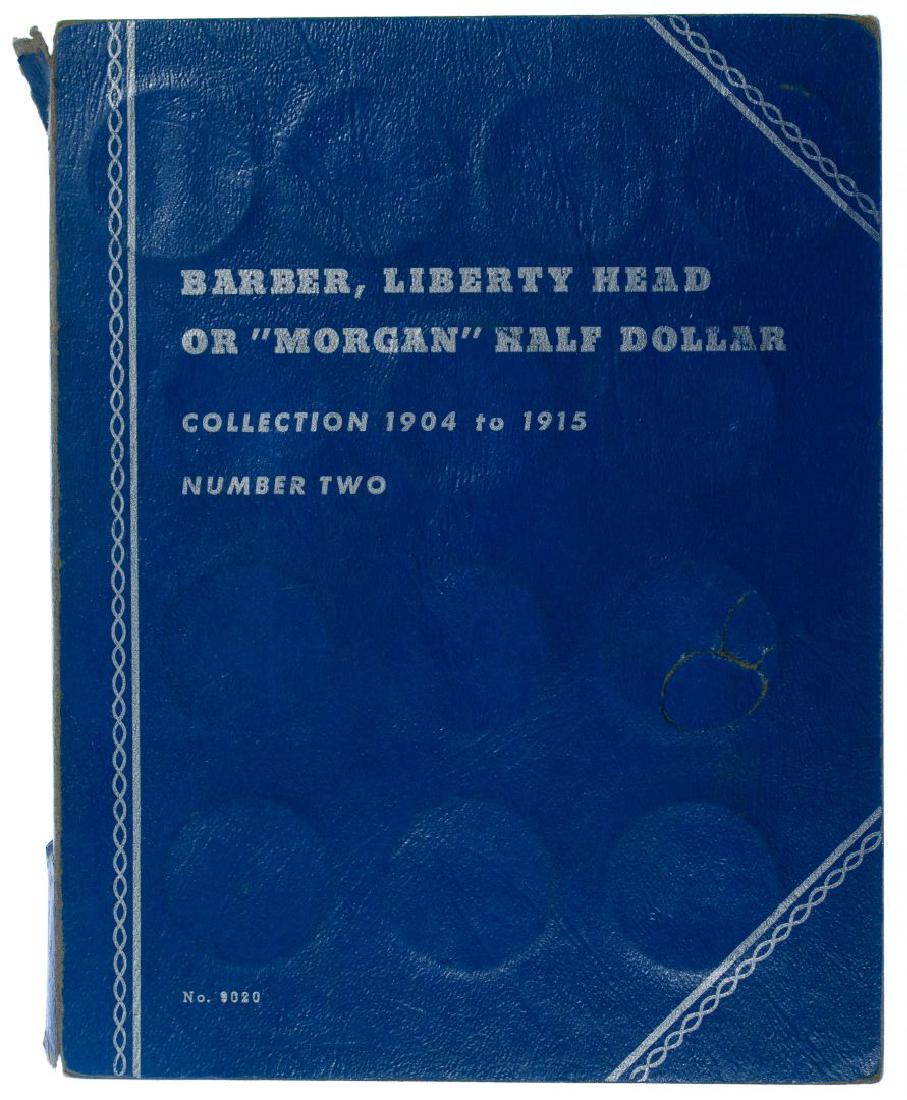 BARBER, LIBERTY HEAD
OR "MORGAN" HALF DOLLAR
COLLECTION 1904 to 1915
NUMBER TWO
No. 9020